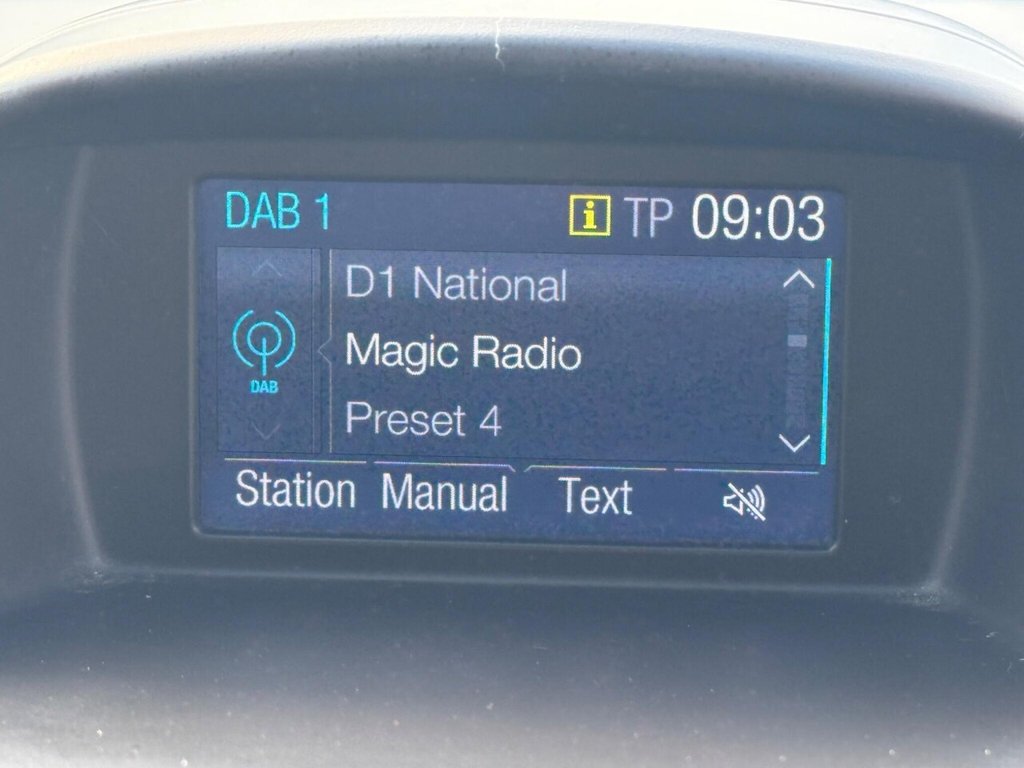 DAB 1 i TP 09:03
D1 National
DAB
Magic Radio
Preset 4
Station Manual Text